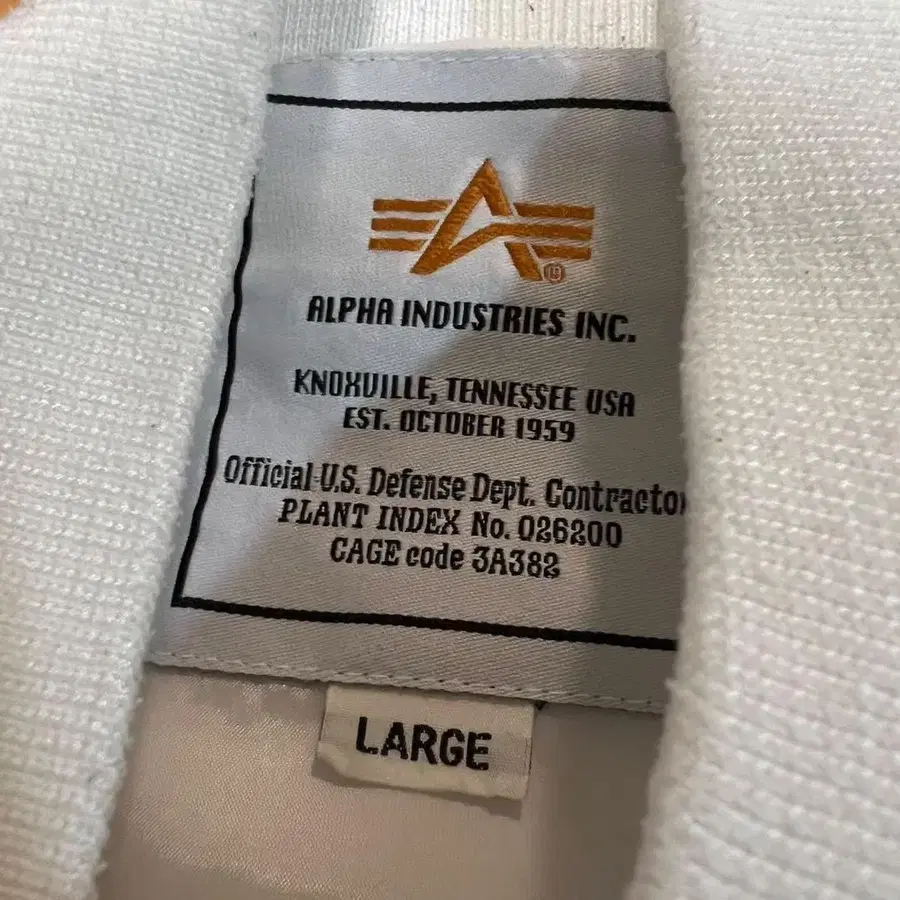 ALPHA INDUSTRIES INC.
KNOXVILLE, TENNESSEE USA
EST. OCTOBER 1959
Official U.S. Defense Dept. Contractor
PLANT INDEX No. 026200
CAGE code 3A382
LARGE